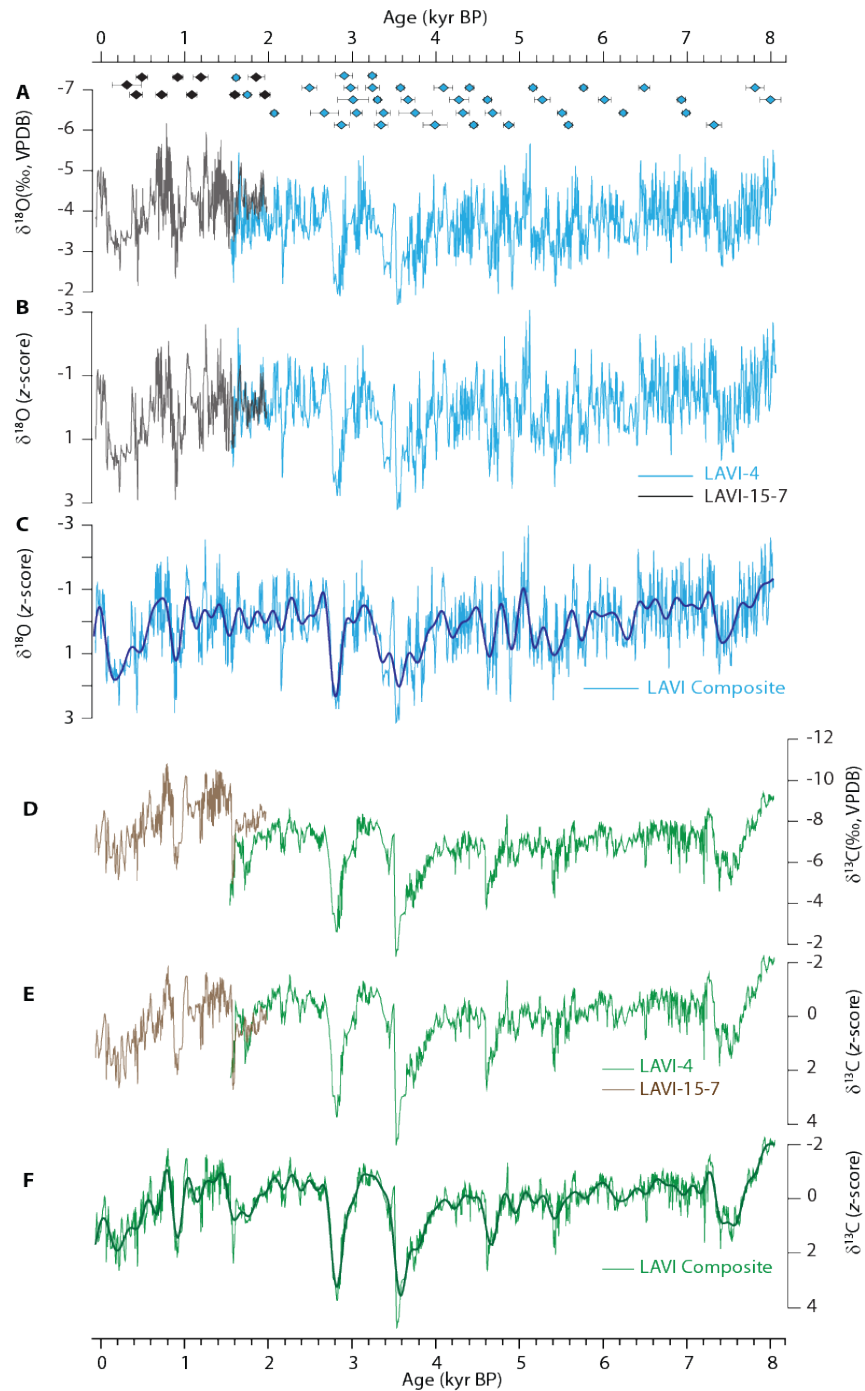 Age (kyr BP)
0 1 2 3 4 5 6 7 8
A
-7
-6
-5
-4
-3
-2
δ18O(‰, VPDB)
B
-3
-1
1
3
δ18O (z-score)
LAVI-4
LAVI-15-7
C
-3
-1
1
3
δ18O (z-score)
LAVI Composite
D
-12
-10
-8
-6
-4
-2
δ13C(‰, VPDB)
E
-2
0
2
4
δ13C (z-score)
LAVI-4
LAVI-15-7
F
-2
0
2
4
δ13C (z-score)
LAVI Composite
0 1 2 3 4 5 6 7 8
Age (kyr BP)